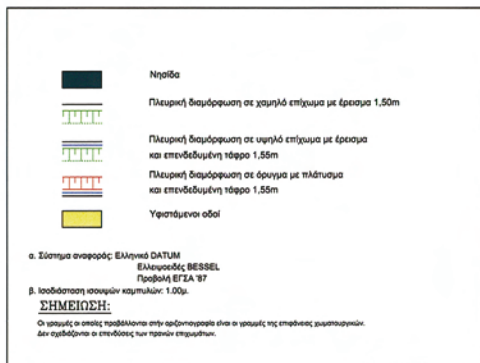 Νησίδα
Πλευρική διαμόρφωση σε χαμηλό επίχωμα με έρεισμα 1,50m
Πλευρική διαμόρφωση σε υψηλό επίχωμα με έρεισμα
και επενδεδυμένη τάφρο 1,55m
Πλευρική διαμόρφωση σε όρυγμα με πλάτυσμα
και επενδεδυμένη τάφρο 1,55m
Υφιστάμενοι οδοί
α. Σύστημα αναφοράς: Ελληνικό DATUM
Ελλειψοειδές BESSEL
Προβολή ΕΓΣΑ '87
β. Ισοδιάσταση ισοϋψών καμπυλών: 1.00μ.
ΣΗΜΕΙΩΣΗ:
Οι γραμμές οι οποίες προβάλλονται στήν οριζοντιογραφία είναι οι γραμμές της επιφάνειας χωματουργικών.
Δεν σχεδιάζονται οι επενδύσεις των πρανών επιχωμάτων.